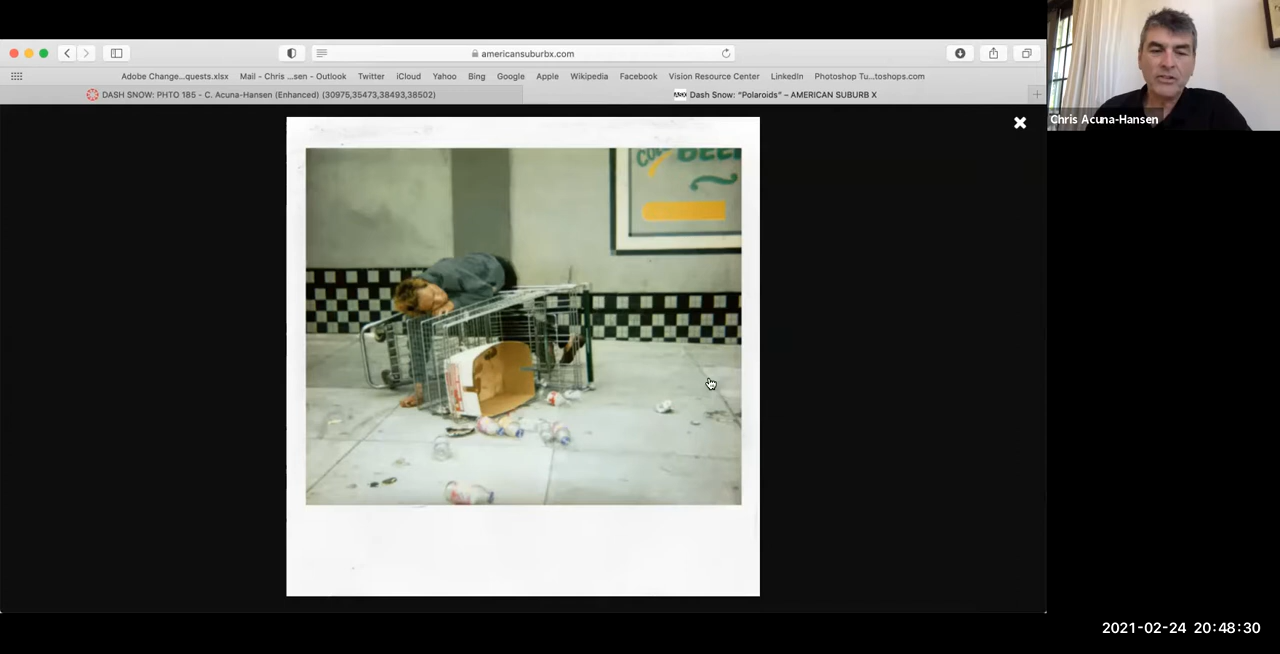 americansuburbx.com
Adobe Change...quests.xlsx Mail - Chris ...sen - Outlook Twitter iCloud Yahoo Bing Google Apple Wikipedia Facebook Vision Resource Center LinkedIn Photoshop Tu...toshops.com
DASH SNOW: PHTO 185 - C. Acuna-Hansen (Enhanced) (30975,35473,38493,38502) Dash Snow: “Polaroids” – AMERICAN SUBURB X
Chris Acuna-Hansen
2021-02-24 20:48:30